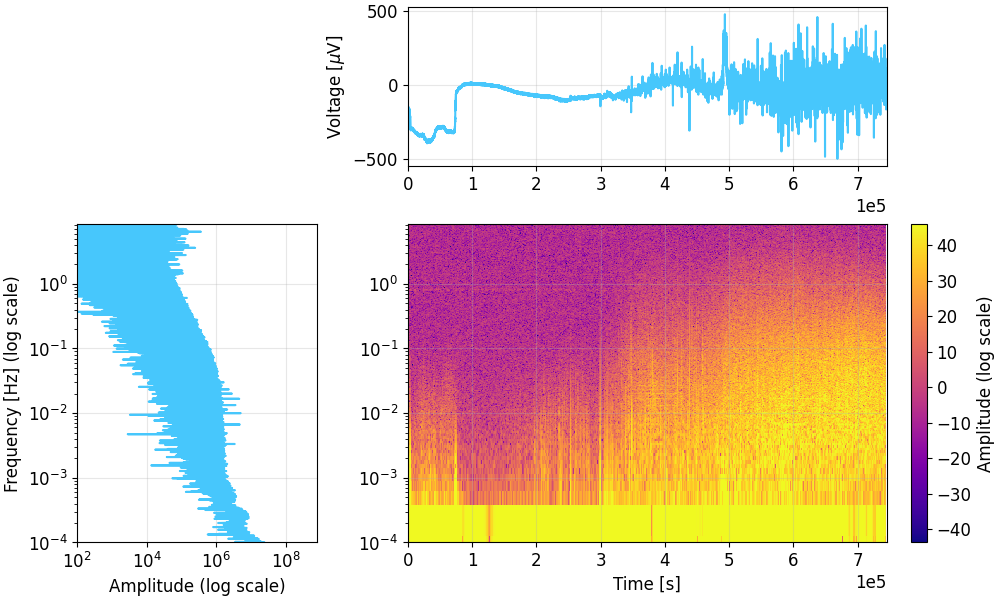 Voltage [μV]
500
0
−500
0 1 2 3 4 5 6 7
1e5
Frequency [Hz] (log scale)
10⁰
10⁻¹
10⁻²
10⁻³
10⁻⁴
10² 10⁴ 10⁶ 10⁸
Amplitude (log scale)
10⁰
10⁻¹
10⁻²
10⁻³
10⁻⁴
0 1 2 3 4 5 6 7
1e5
Time [s]
40
30
20
10
0
−10
−20
−30
−40
Amplitude (log scale)